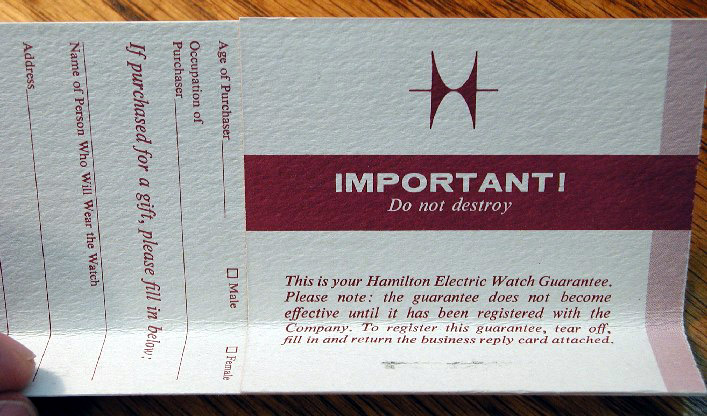 Age of Purchaser
Male
Female
Occupation of
Purchaser
If purchased for a gift, please fill in below:
Name of Person Who Will Wear the Watch
Address
IMPORTANT!
Do not destroy
This is your Hamilton Electric Watch Guarantee.
Please note: the guarantee does not become
effective until it has been registered with the
Company. To register this guarantee, tear off,
fill in and return the business reply card attached.